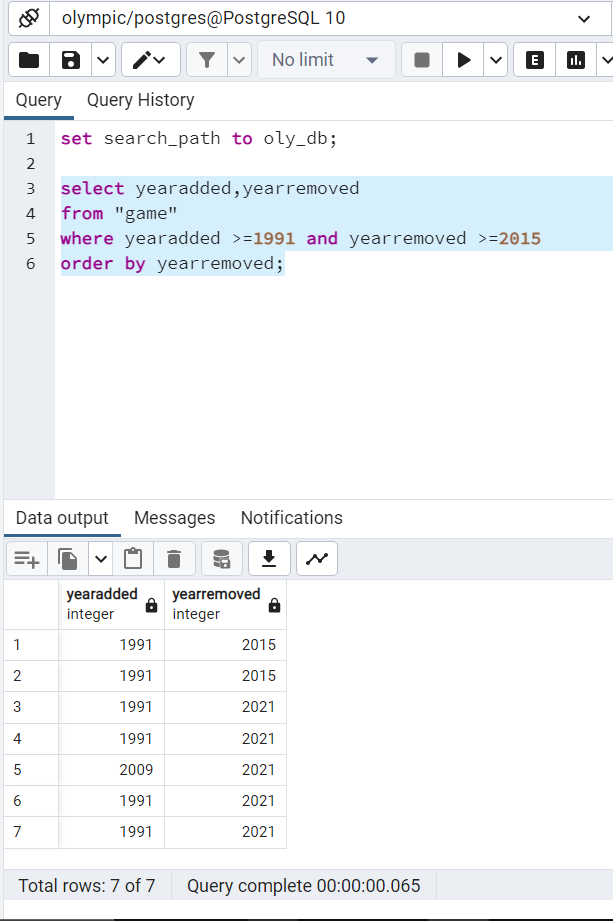 olympic/postgres@PostgreSQL 10
No limit
E
Query Query History
1 set search_path to oly_db;
2
3 select yearadded,yearremoved
4 from "game"
5 where yearadded >=1991 and yearremoved >=2015
6 order by yearremoved;
Data output Messages Notifications
yearadded yearremoved
integer integer
1 1991 2015
2 1991 2015
3 1991 2021
4 1991 2021
5 2009 2021
6 1991 2021
7 1991 2021
Total rows: 7 of 7 Query complete 00:00:00.065